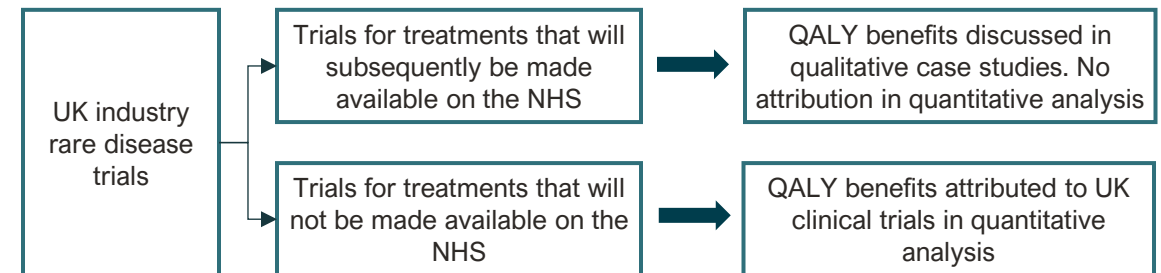 UK industry
rare disease
trials
Trials for treatments that will
subsequently be made
available on the NHS
QALY benefits discussed in
qualitative case studies. No
attribution in quantitative analysis
Trials for treatments that will
not be made available on the
NHS
QALY benefits attributed to UK
clinical trials in quantitative
analysis